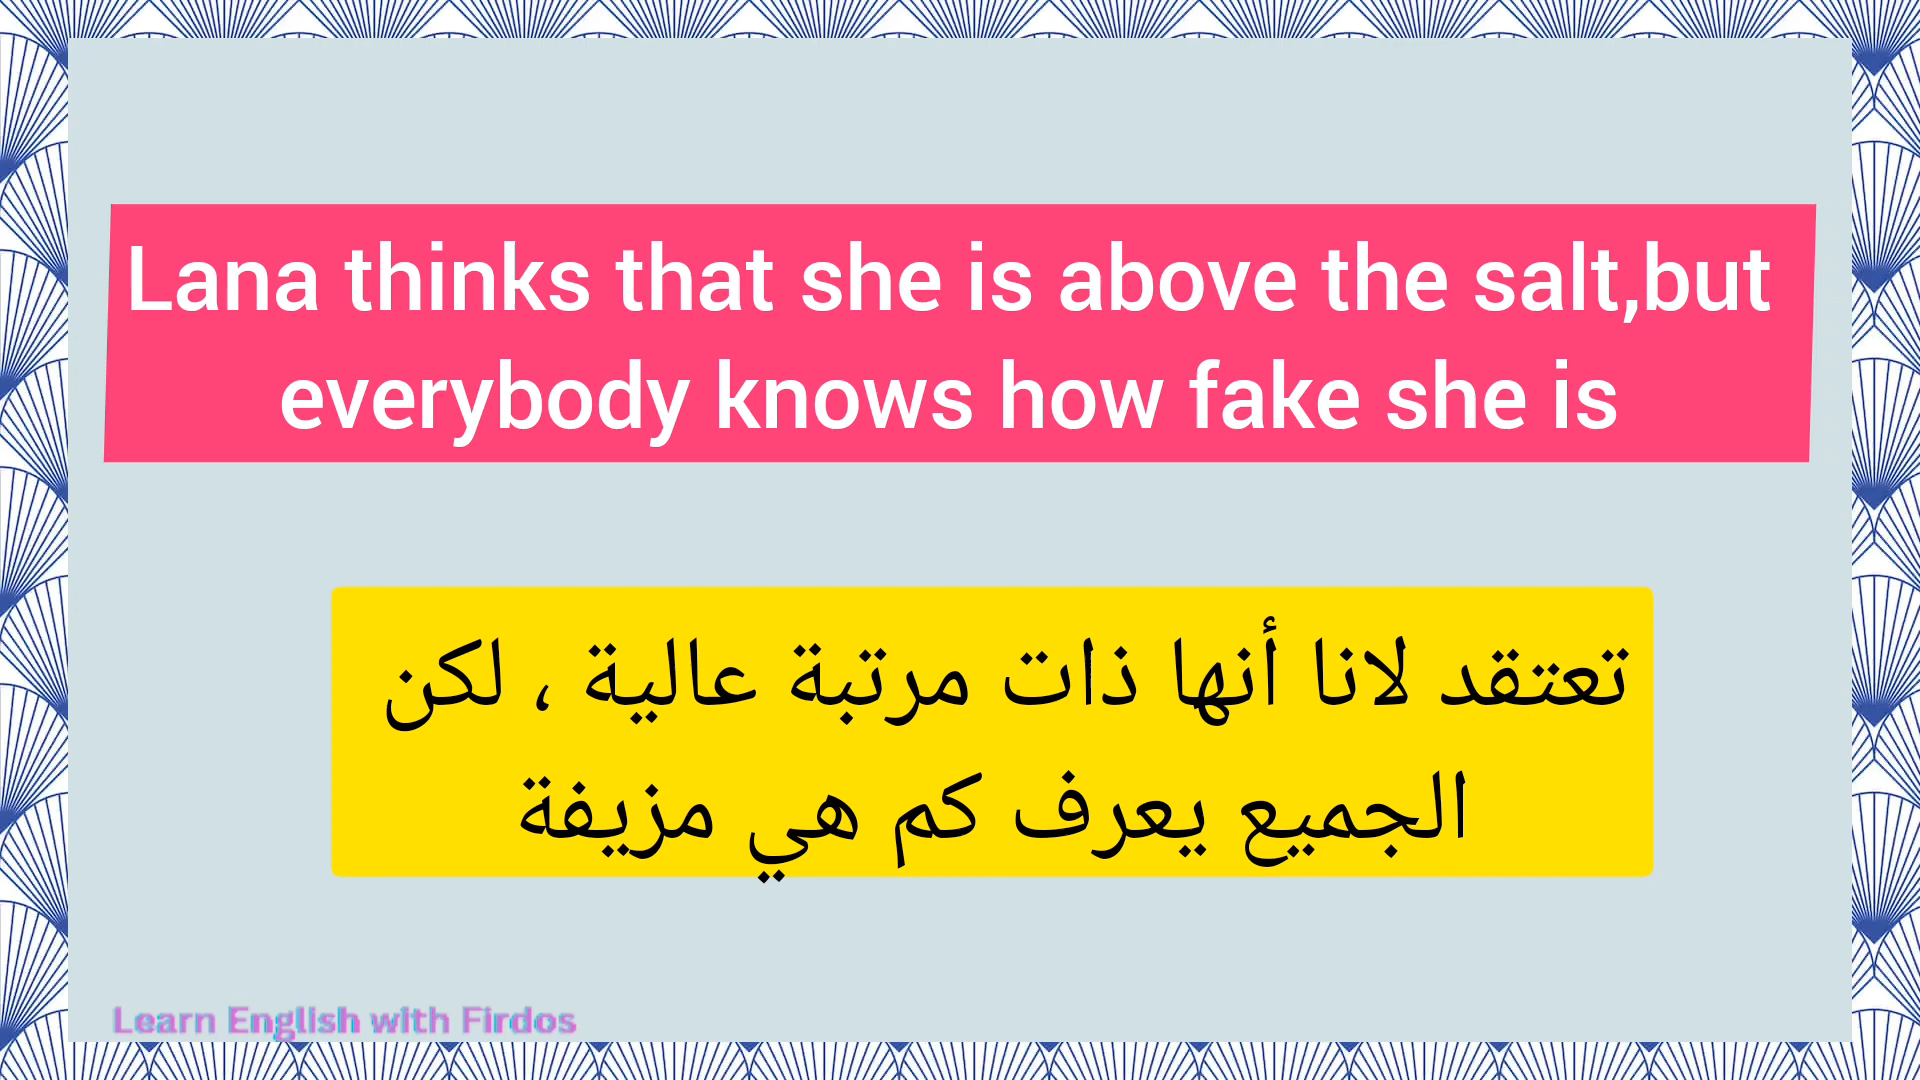 Lana thinks that she is above the salt,but
everybody knows how fake she is
تعتقد لانا أنها ذات مرتبة عالية ، لكن
الجميع يعرف كم هي مزيفة
Learn English with Firdos